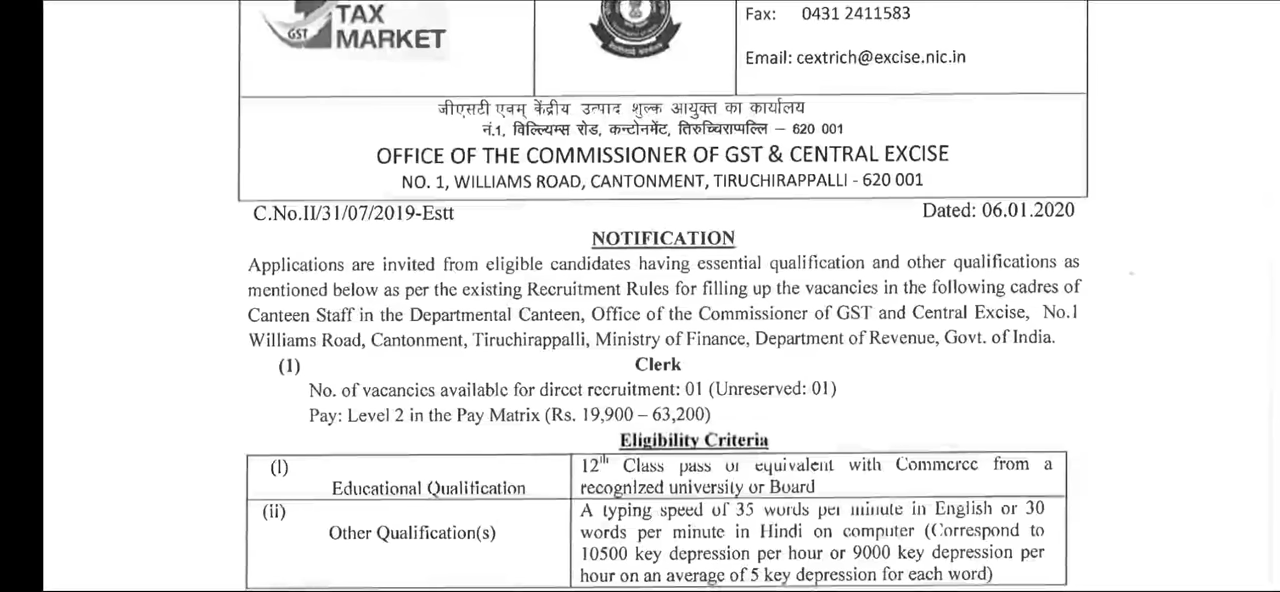 TAX
GST MARKET
Fax: 0431 2411583
Email: cextrich@excise.nic.in
जीएसटी एवम् केंद्रीय उत्पाद शुल्क आयुक्त का कार्यालय
नं.1, विल्लियम्स रोड, कन्टोनमेंट, तिरुच्चिराप्पल्लि – 620 001
OFFICE OF THE COMMISSIONER OF GST & CENTRAL EXCISE
NO. 1, WILLIAMS ROAD, CANTONMENT, TIRUCHIRAPPALLI - 620 001
C.No.II/31/07/2019-Estt Dated: 06.01.2020
NOTIFICATION
Applications are invited from eligible candidates having essential qualification and other qualifications as
mentioned below as per the existing Recruitment Rules for filling up the vacancies in the following cadres of
Canteen Staff in the Departmental Canteen, Office of the Commissioner of GST and Central Excise, No.1
Williams Road, Cantonment, Tiruchirappalli, Ministry of Finance, Department of Revenue, Govt. of India.
(1) Clerk
No. of vacancies available for direct recruitment: 01 (Unreserved: 01)
Pay: Level 2 in the Pay Matrix (Rs. 19,900 – 63,200)
Eligibility Criteria
(I) Educational Qualification
12th Class pass or equivalent with Commerce from a
recognized university or Board
(ii) Other Qualification(s)
A typing speed of 35 words per minute in English or 30
words per minute in Hindi on computer (Correspond to
10500 key depression per hour or 9000 key depression per
hour on an average of 5 key depression for each word)